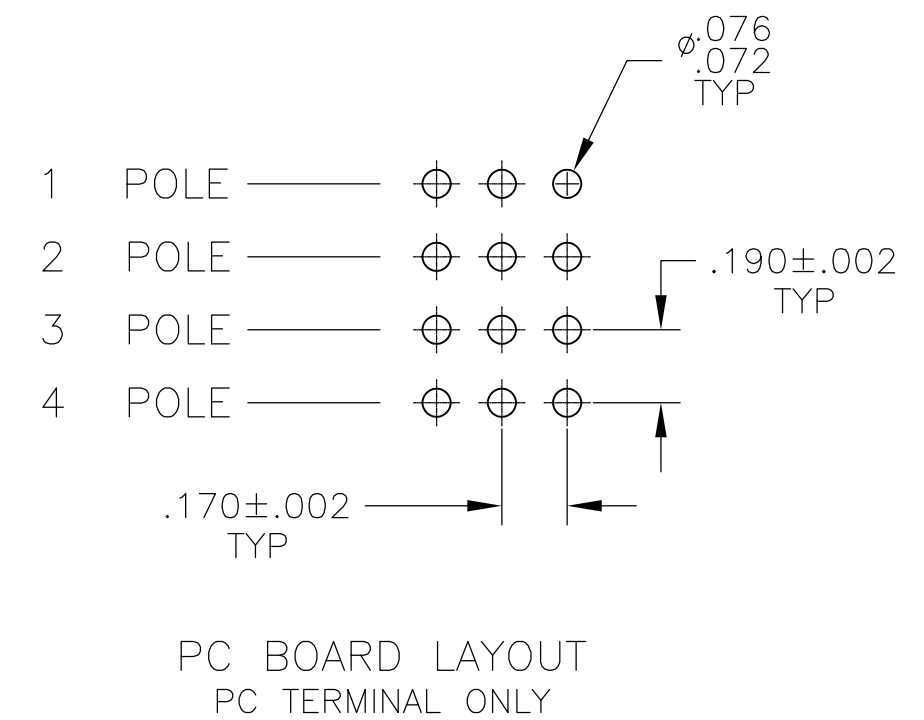 ø.076
.072
TYP
1 POLE
2 POLE
.190±.002
TYP
3 POLE
4 POLE
.170±.002
TYP
PC BOARD LAYOUT
PC TERMINAL ONLY